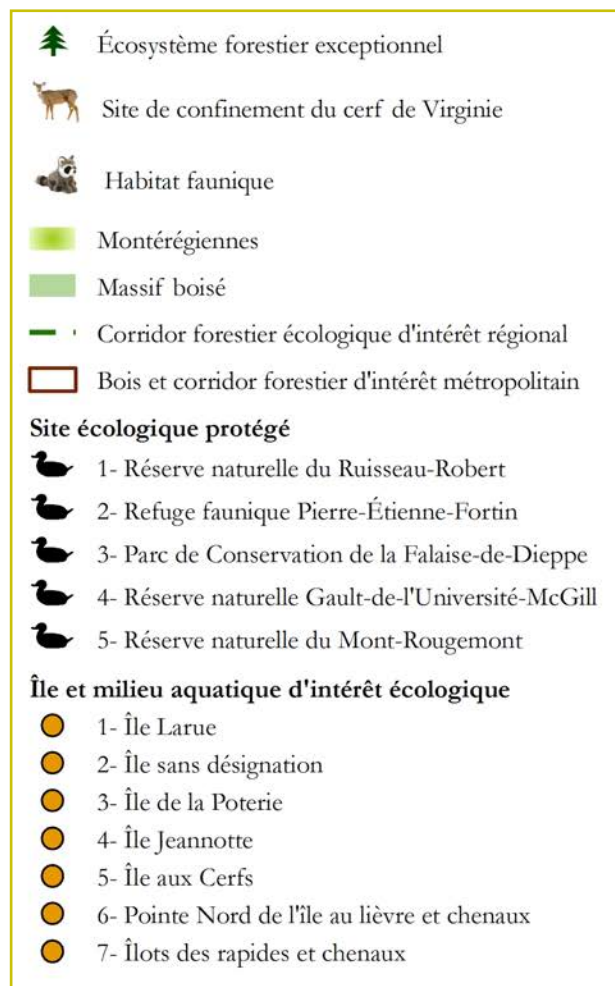 Écosystème forestier exceptionnel
Site de confinement du cerf de Virginie
Habitat faunique
Montérégiennes
Massif boisé
Corridor forestier écologique d'intérêt régional
Bois et corridor forestier d'intérêt métropolitain
Site écologique protégé
1- Réserve naturelle du Ruisseau-Robert
2- Refuge faunique Pierre-Étienne-Fortin
3- Parc de Conservation de la Falaise-de-Dieppe
4- Réserve naturelle Gault-de-l'Université-McGill
5- Réserve naturelle du Mont-Rougemont
Île et milieu aquatique d'intérêt écologique
1- Île Larue
2- Île sans désignation
3- Île de la Poterie
4- Île Jeannotte
5- Île aux Cerfs
6- Pointe Nord de l'île au lièvre et chenaux
7- Îlots des rapides et chenaux